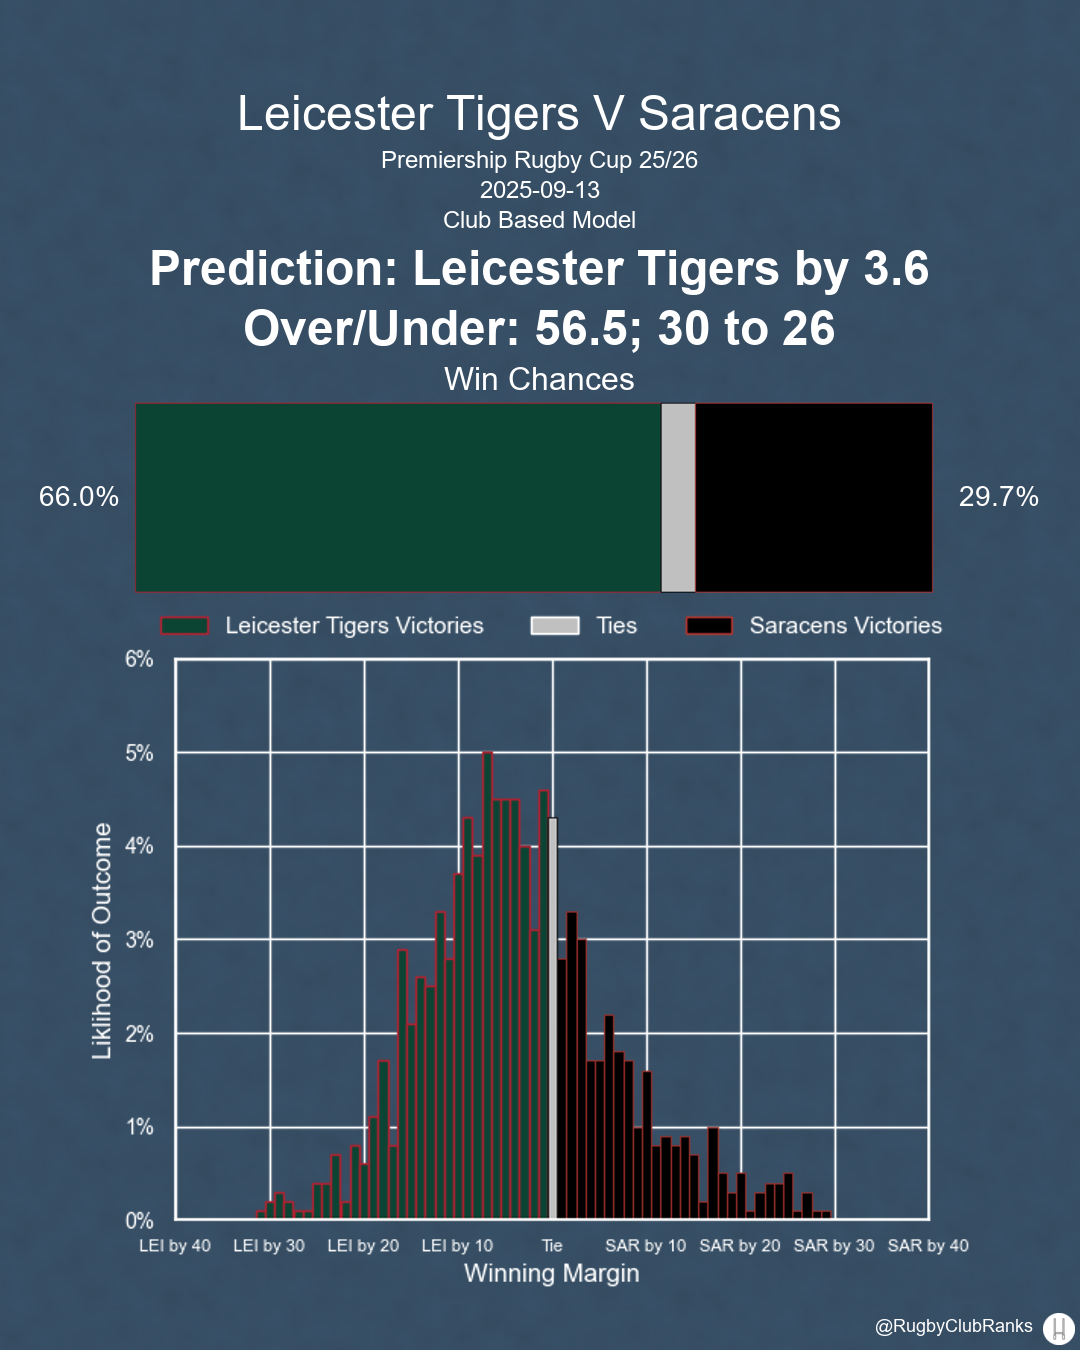 Leicester Tigers V Saracens
Premiership Rugby Cup 25/26
2025-09-13
Club Based Model
Prediction: Leicester Tigers by 3.6
Over/Under: 56.5; 30 to 26
Win Chances
66.0%
29.7%
Leicester Tigers Victories
Ties
Saracens Victories
6%
5%
4%
3%
2%
1%
0%
Liklihood of Outcome
LEI by 40
LEI by 30
LEI by 20
LEI by 10
Tie
SAR by 10
SAR by 20
SAR by 30
SAR by 40
Winning Margin
@RugbyClubRanks